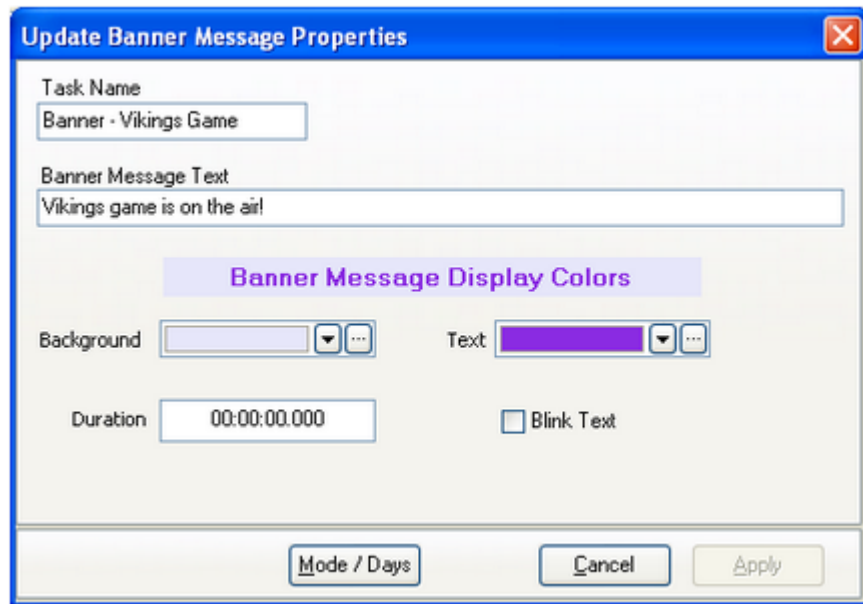 Update Banner Message Properties
Task Name
Banner - Vikings Game
Banner Message Text
Vikings game is on the air!
Banner Message Display Colors
Background ... Text ...
Duration 00:00:00.000 Blink Text
Mode / Days Cancel Apply